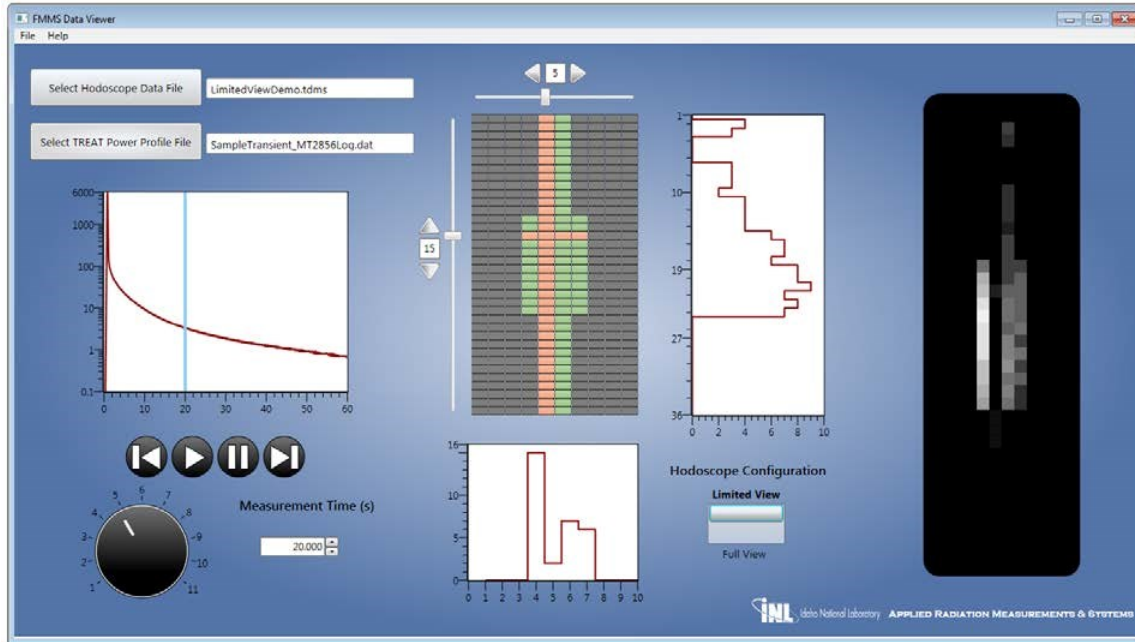 FMMS Data Viewer
File Help
Select Hodoscope Data File LimitedViewDemo.tdms
Select TREAT Power Profile File SampleTransient_MT2856Log.dat
5
15
6000
1000
100
10
1
0.1
0 10 20 30 40 50 60
1
10
19
27
36
0 2 4 6 8 10
16
10
5
0
0 1 2 3 4 5 6 7 8 9 10
1 2 3 4 5 6 7 8 9 10 11
Measurement Time (s)
20.000
Hodoscope Configuration
Limited View
Full View
INL Idaho National Laboratory APPLIED RADIATION MEASUREMENTS & SYSTEMS